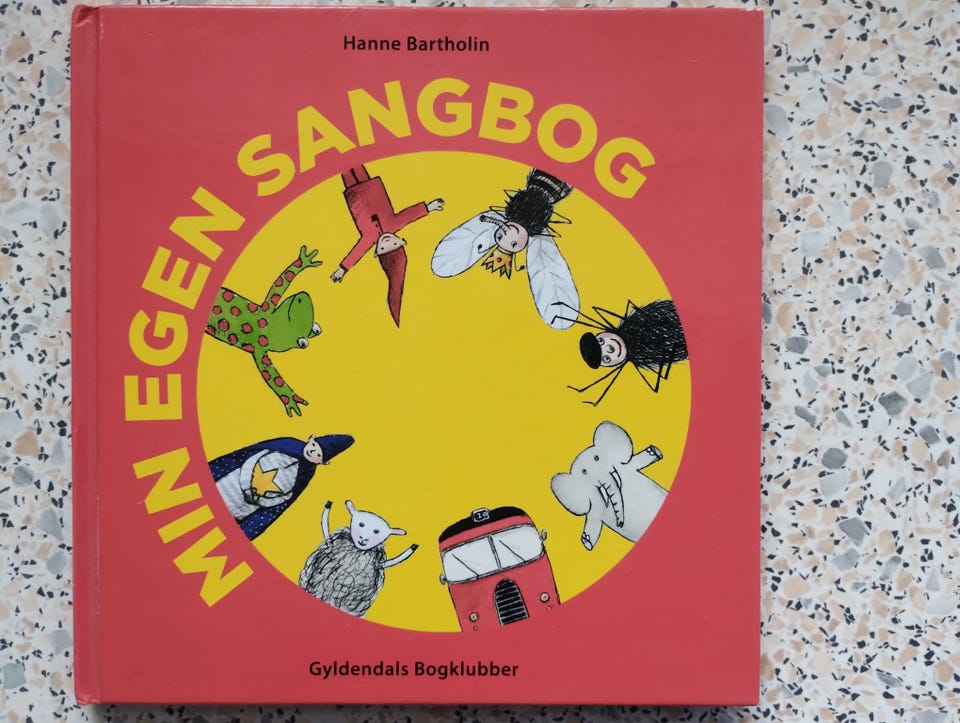 Hanne Bartholin
MIN EGEN SANGBOG
Gyldendals Bogklubber